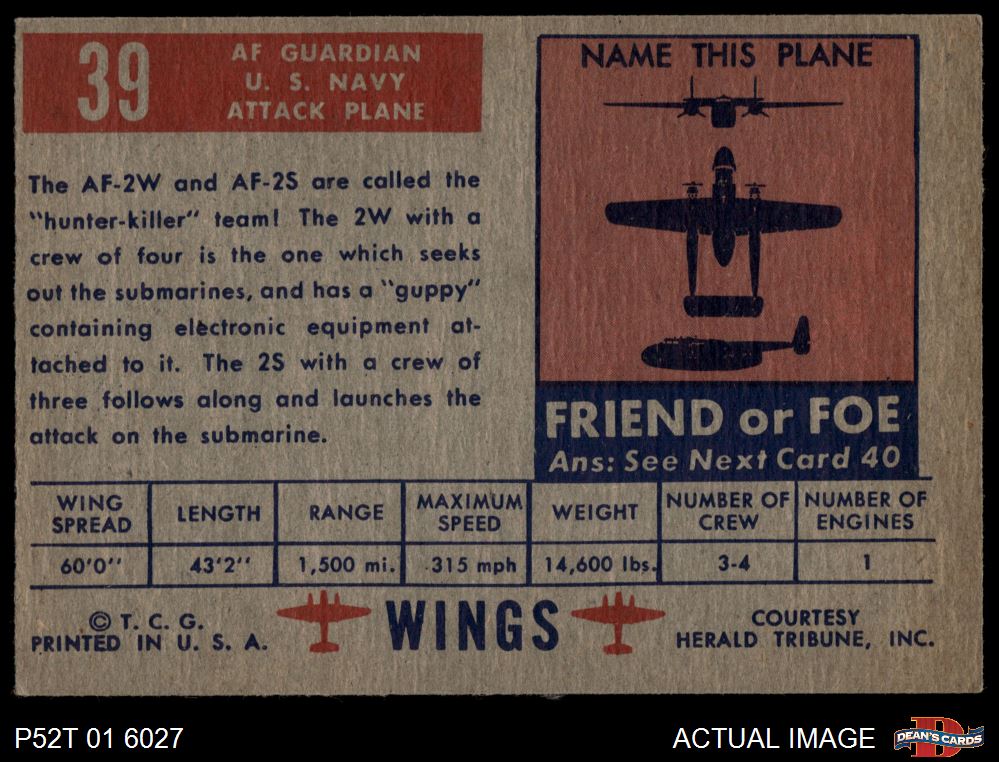 39
AF GUARDIAN
U. S. NAVY
ATTACK PLANE
The AF-2W and AF-2S are called the
"hunter-killer" team! The 2W with a
crew of four is the one which seeks
out the submarines, and has a "guppy"
containing electronic equipment at-
tached to it. The 2S with a crew of
three follows along and launches the
attack on the submarine.
NAME THIS PLANE
FRIEND or FOE
Ans: See Next Card 40
WING SPREAD
LENGTH
RANGE
MAXIMUM SPEED
WEIGHT
NUMBER OF CREW
NUMBER OF ENGINES
60'0''
43'2''
1,500 mi.
315 mph
14,600 lbs.
3-4
1
© T. C. G.
PRINTED IN U. S. A.
WINGS
COURTESY
HERALD TRIBUNE, INC.
P52T 01 6027
ACTUAL IMAGE
D
DEAN'S CARDS